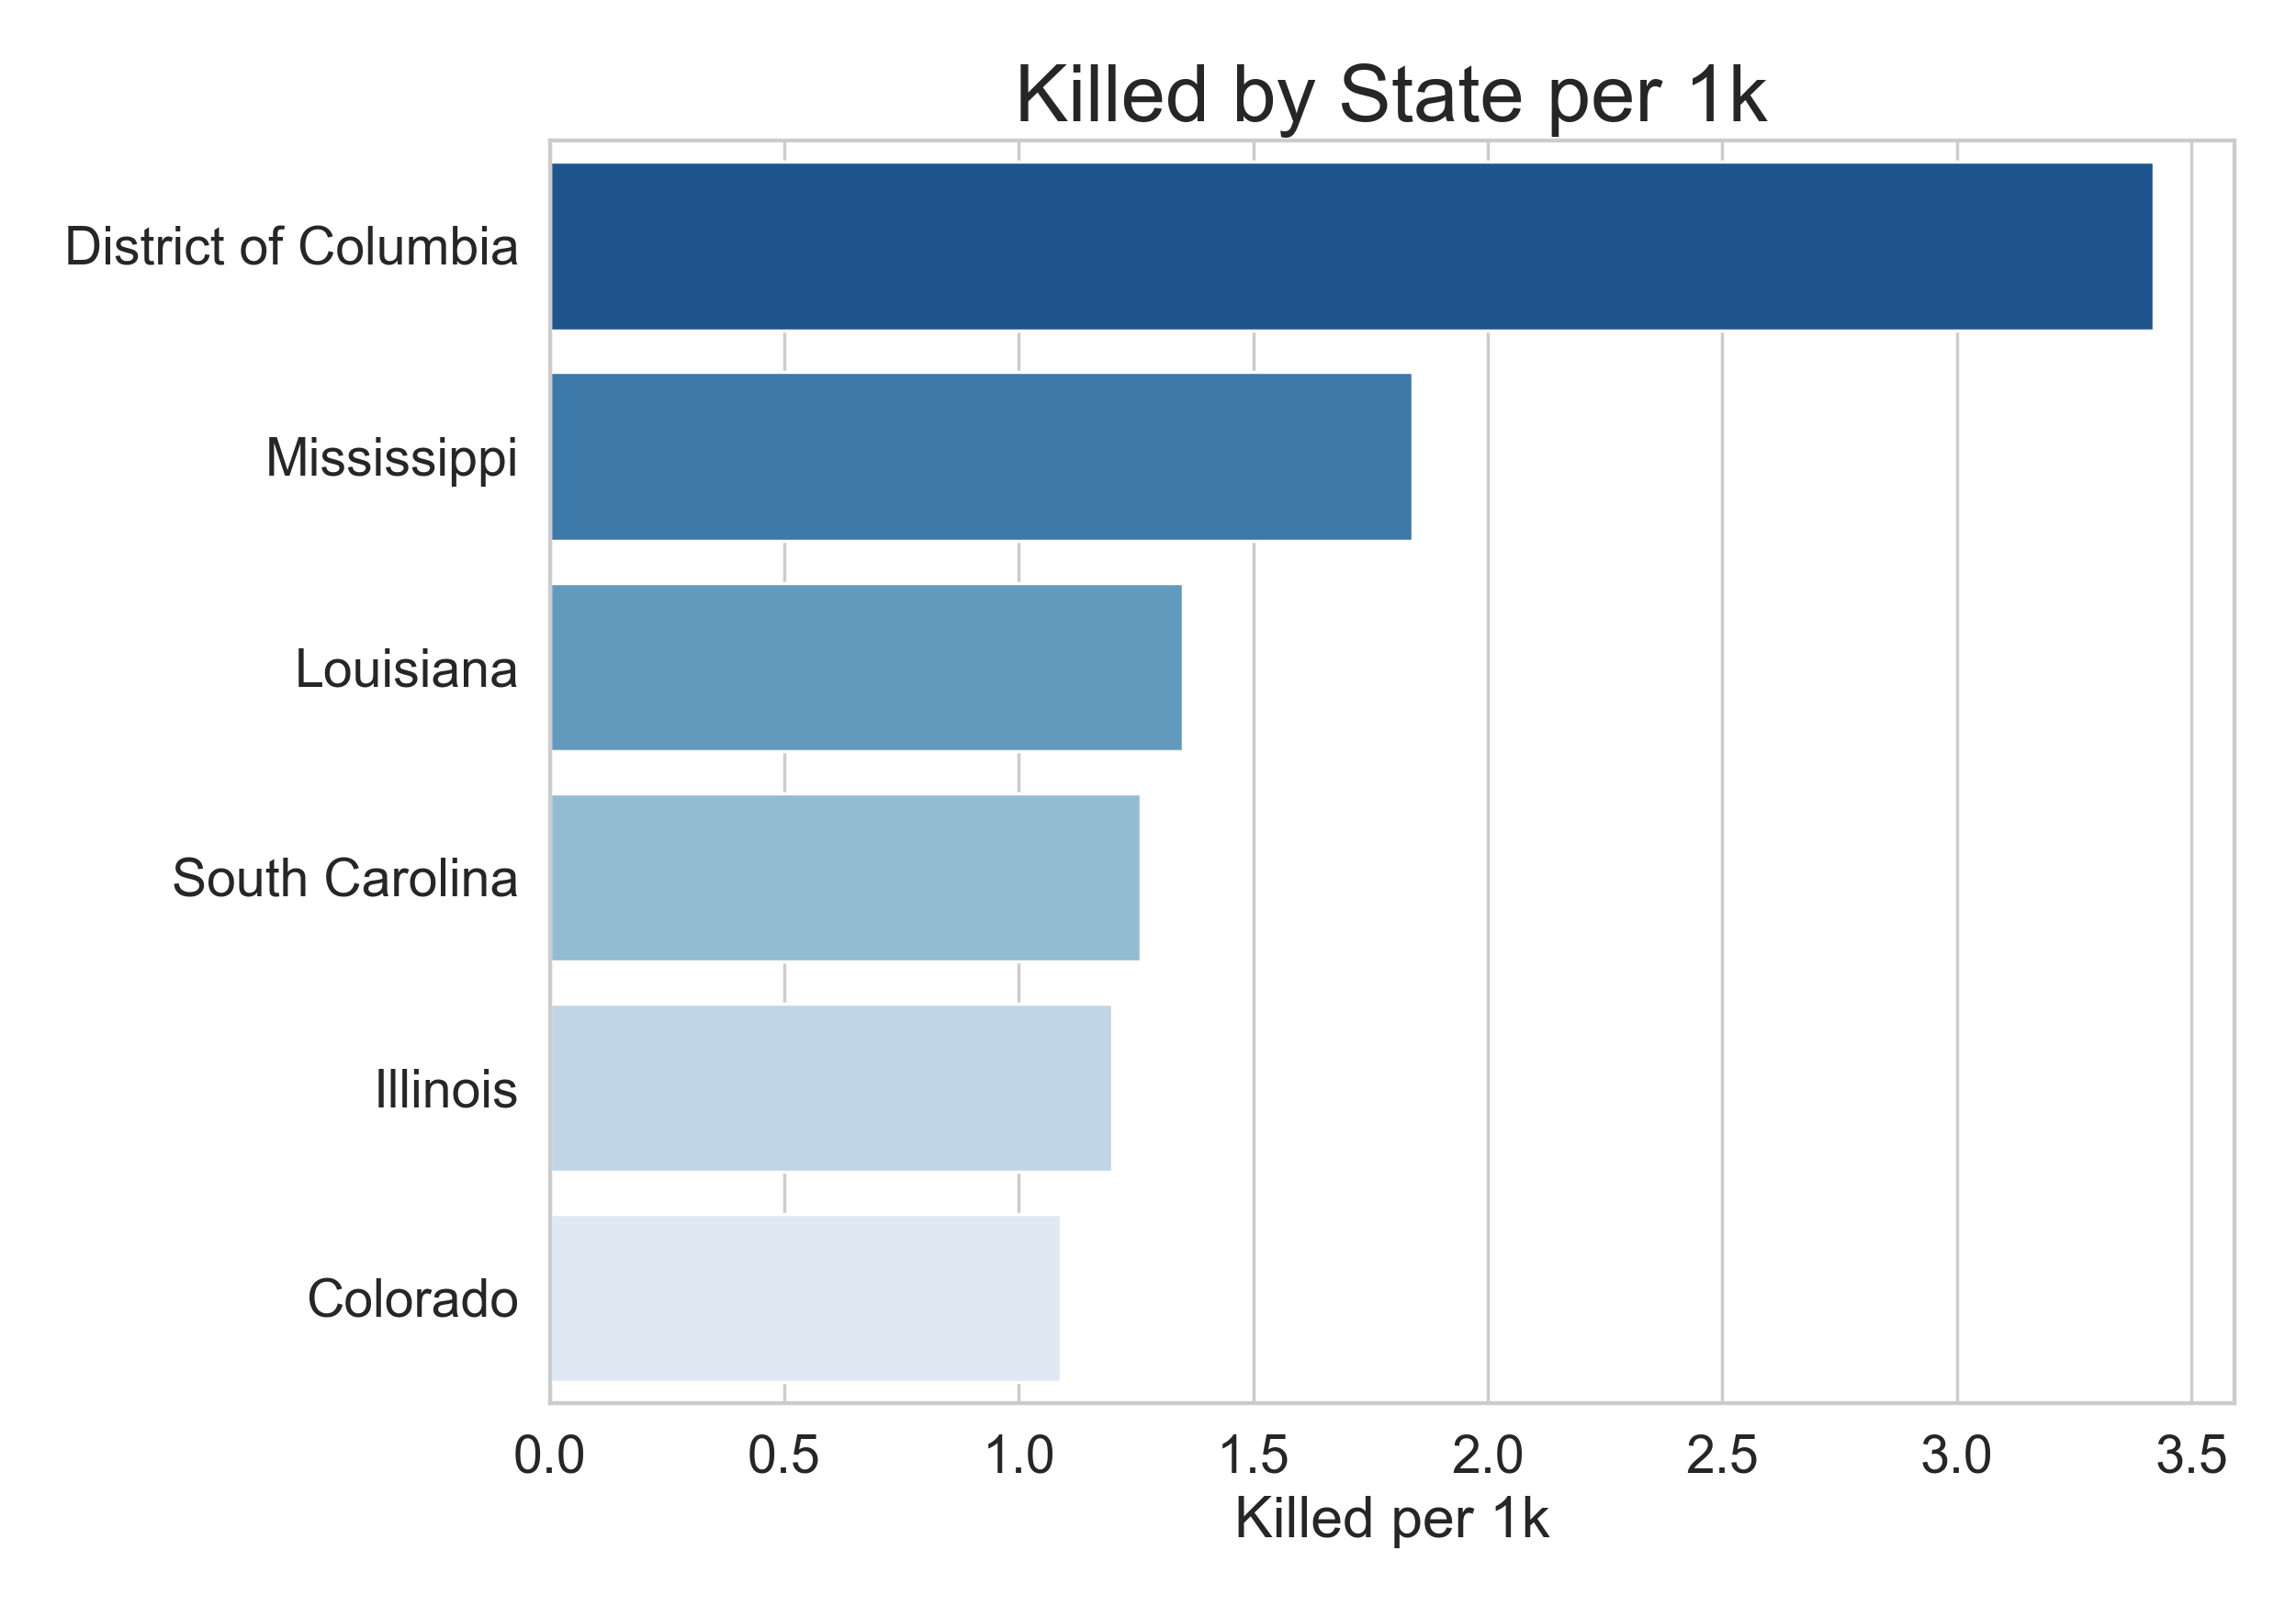 Killed by State per 1k
District of Columbia
Mississippi
Louisiana
South Carolina
Illinois
Colorado
0.0 0.5 1.0 1.5 2.0 2.5 3.0 3.5
Killed per 1k